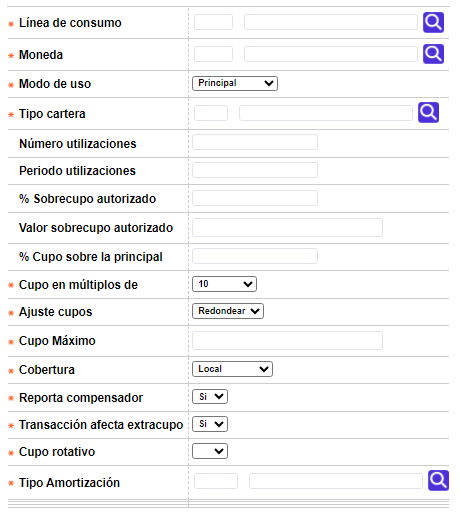 * Línea de consumo
* Moneda
* Modo de uso Principal
* Tipo cartera
Número utilizaciones
Periodo utilizaciones
% Sobrecupo autorizado
Valor sobrecupo autorizado
% Cupo sobre la principal
* Cupo en múltiplos de 10
* Ajuste cupos Redondear
* Cupo Máximo
* Cobertura Local
* Reporta compensador Si
* Transacción afecta extracupo Si
* Cupo rotativo
* Tipo Amortización